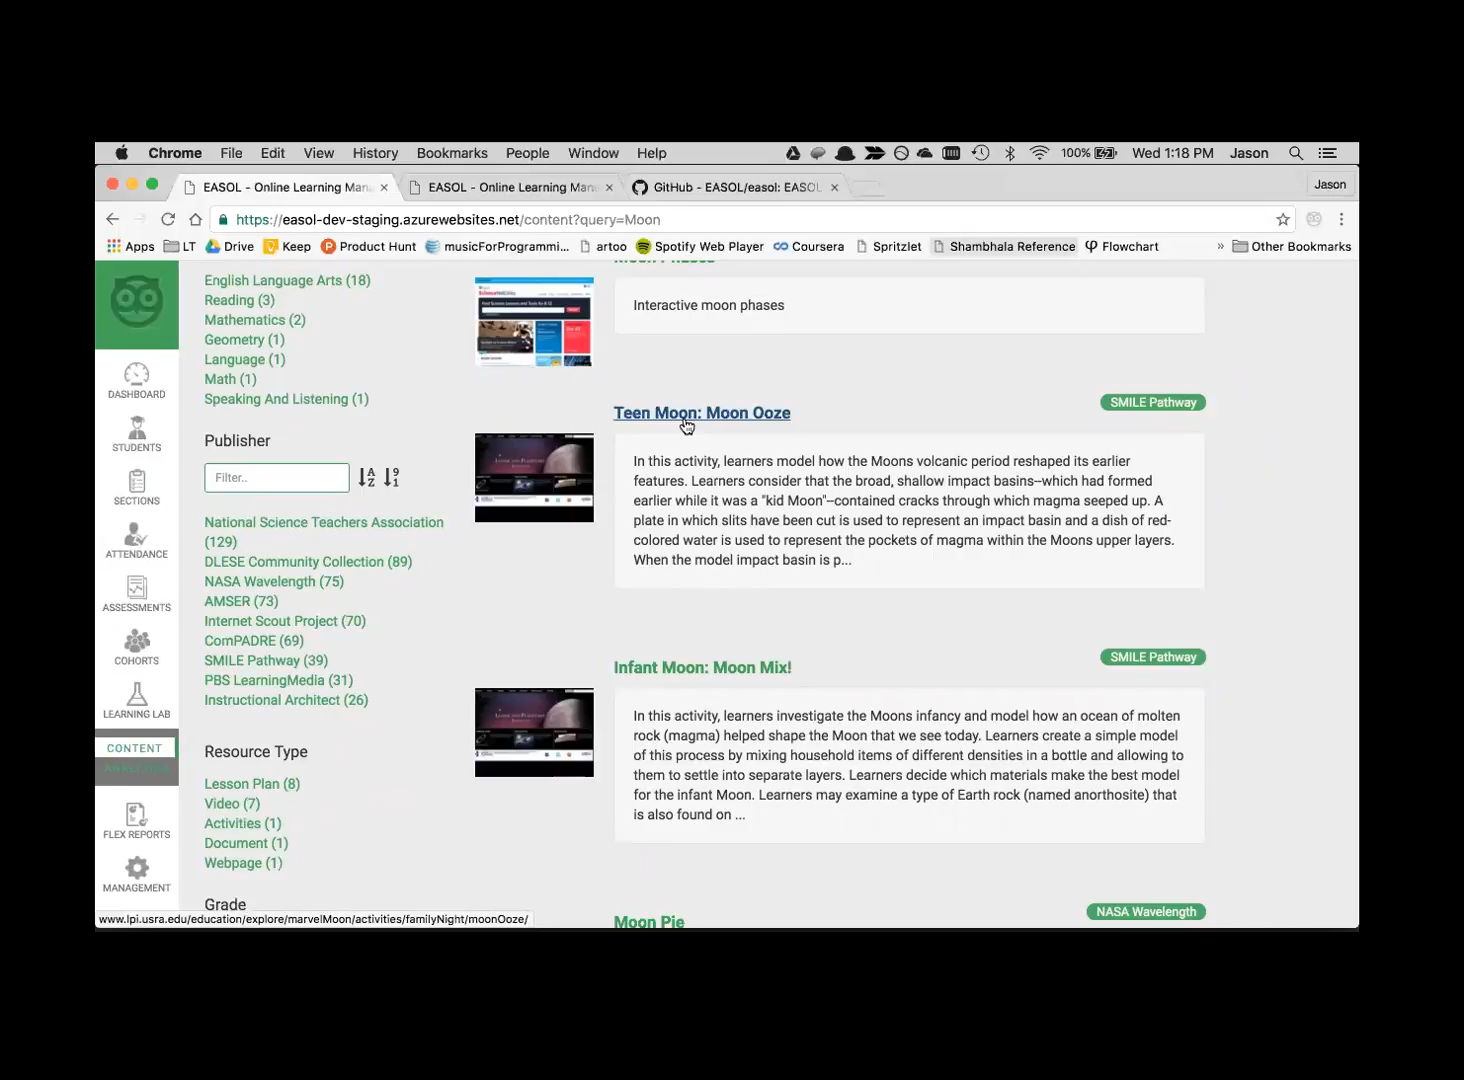 Chrome File Edit View History Bookmarks People Window Help 100% Wed 1:18 PM Jason
EASOL - Online Learning Man
EASOL - Online Learning Man
GitHub - EASOL/easol: EASOL
Jason
https://easol-dev-staging.azurewebsites.net/content?query=Moon
Apps LT Drive Keep Product Hunt musicForProgrammi... artoo Spotify Web Player Coursera Spritzlet Shambhala Reference Flowchart » Other Bookmarks
DASHBOARD
STUDENTS
SECTIONS
ATTENDANCE
ASSESSMENTS
COHORTS
LEARNING LAB
CONTENT
FLEX REPORTS
MANAGEMENT
English Language Arts (18)
Reading (3)
Mathematics (2)
Geometry (1)
Language (1)
Math (1)
Speaking And Listening (1)
Publisher
Filter..
A
Z
9
1
National Science Teachers Association
(129)
DLESE Community Collection (89)
NASA Wavelength (75)
AMSER (73)
Internet Scout Project (70)
ComPADRE (69)
SMILE Pathway (39)
PBS LearningMedia (31)
Instructional Architect (26)
Resource Type
Lesson Plan (8)
Video (7)
Activities (1)
Document (1)
Webpage (1)
Grade
Moon Phases
Interactive moon phases
Teen Moon: Moon Ooze
SMILE Pathway
In this activity, learners model how the Moons volcanic period reshaped its earlier
features. Learners consider that the broad, shallow impact basins--which had formed
earlier while it was a "kid Moon"--contained cracks through which magma seeped up. A
plate in which slits have been cut is used to represent an impact basin and a dish of red-
colored water is used to represent the pockets of magma within the Moons upper layers.
When the model impact basin is p...
Infant Moon: Moon Mix!
SMILE Pathway
In this activity, learners investigate the Moons infancy and model how an ocean of molten
rock (magma) helped shape the Moon that we see today. Learners create a simple model
of this process by mixing household items of different densities in a bottle and allowing to
them to settle into separate layers. Learners decide which materials make the best model
for the infant Moon. Learners may examine a type of Earth rock (named anorthosite) that
is also found on ...
Moon Pie
NASA Wavelength
www.lpi.usra.edu/education/explore/marvelMoon/activities/familyNight/moonOoze/